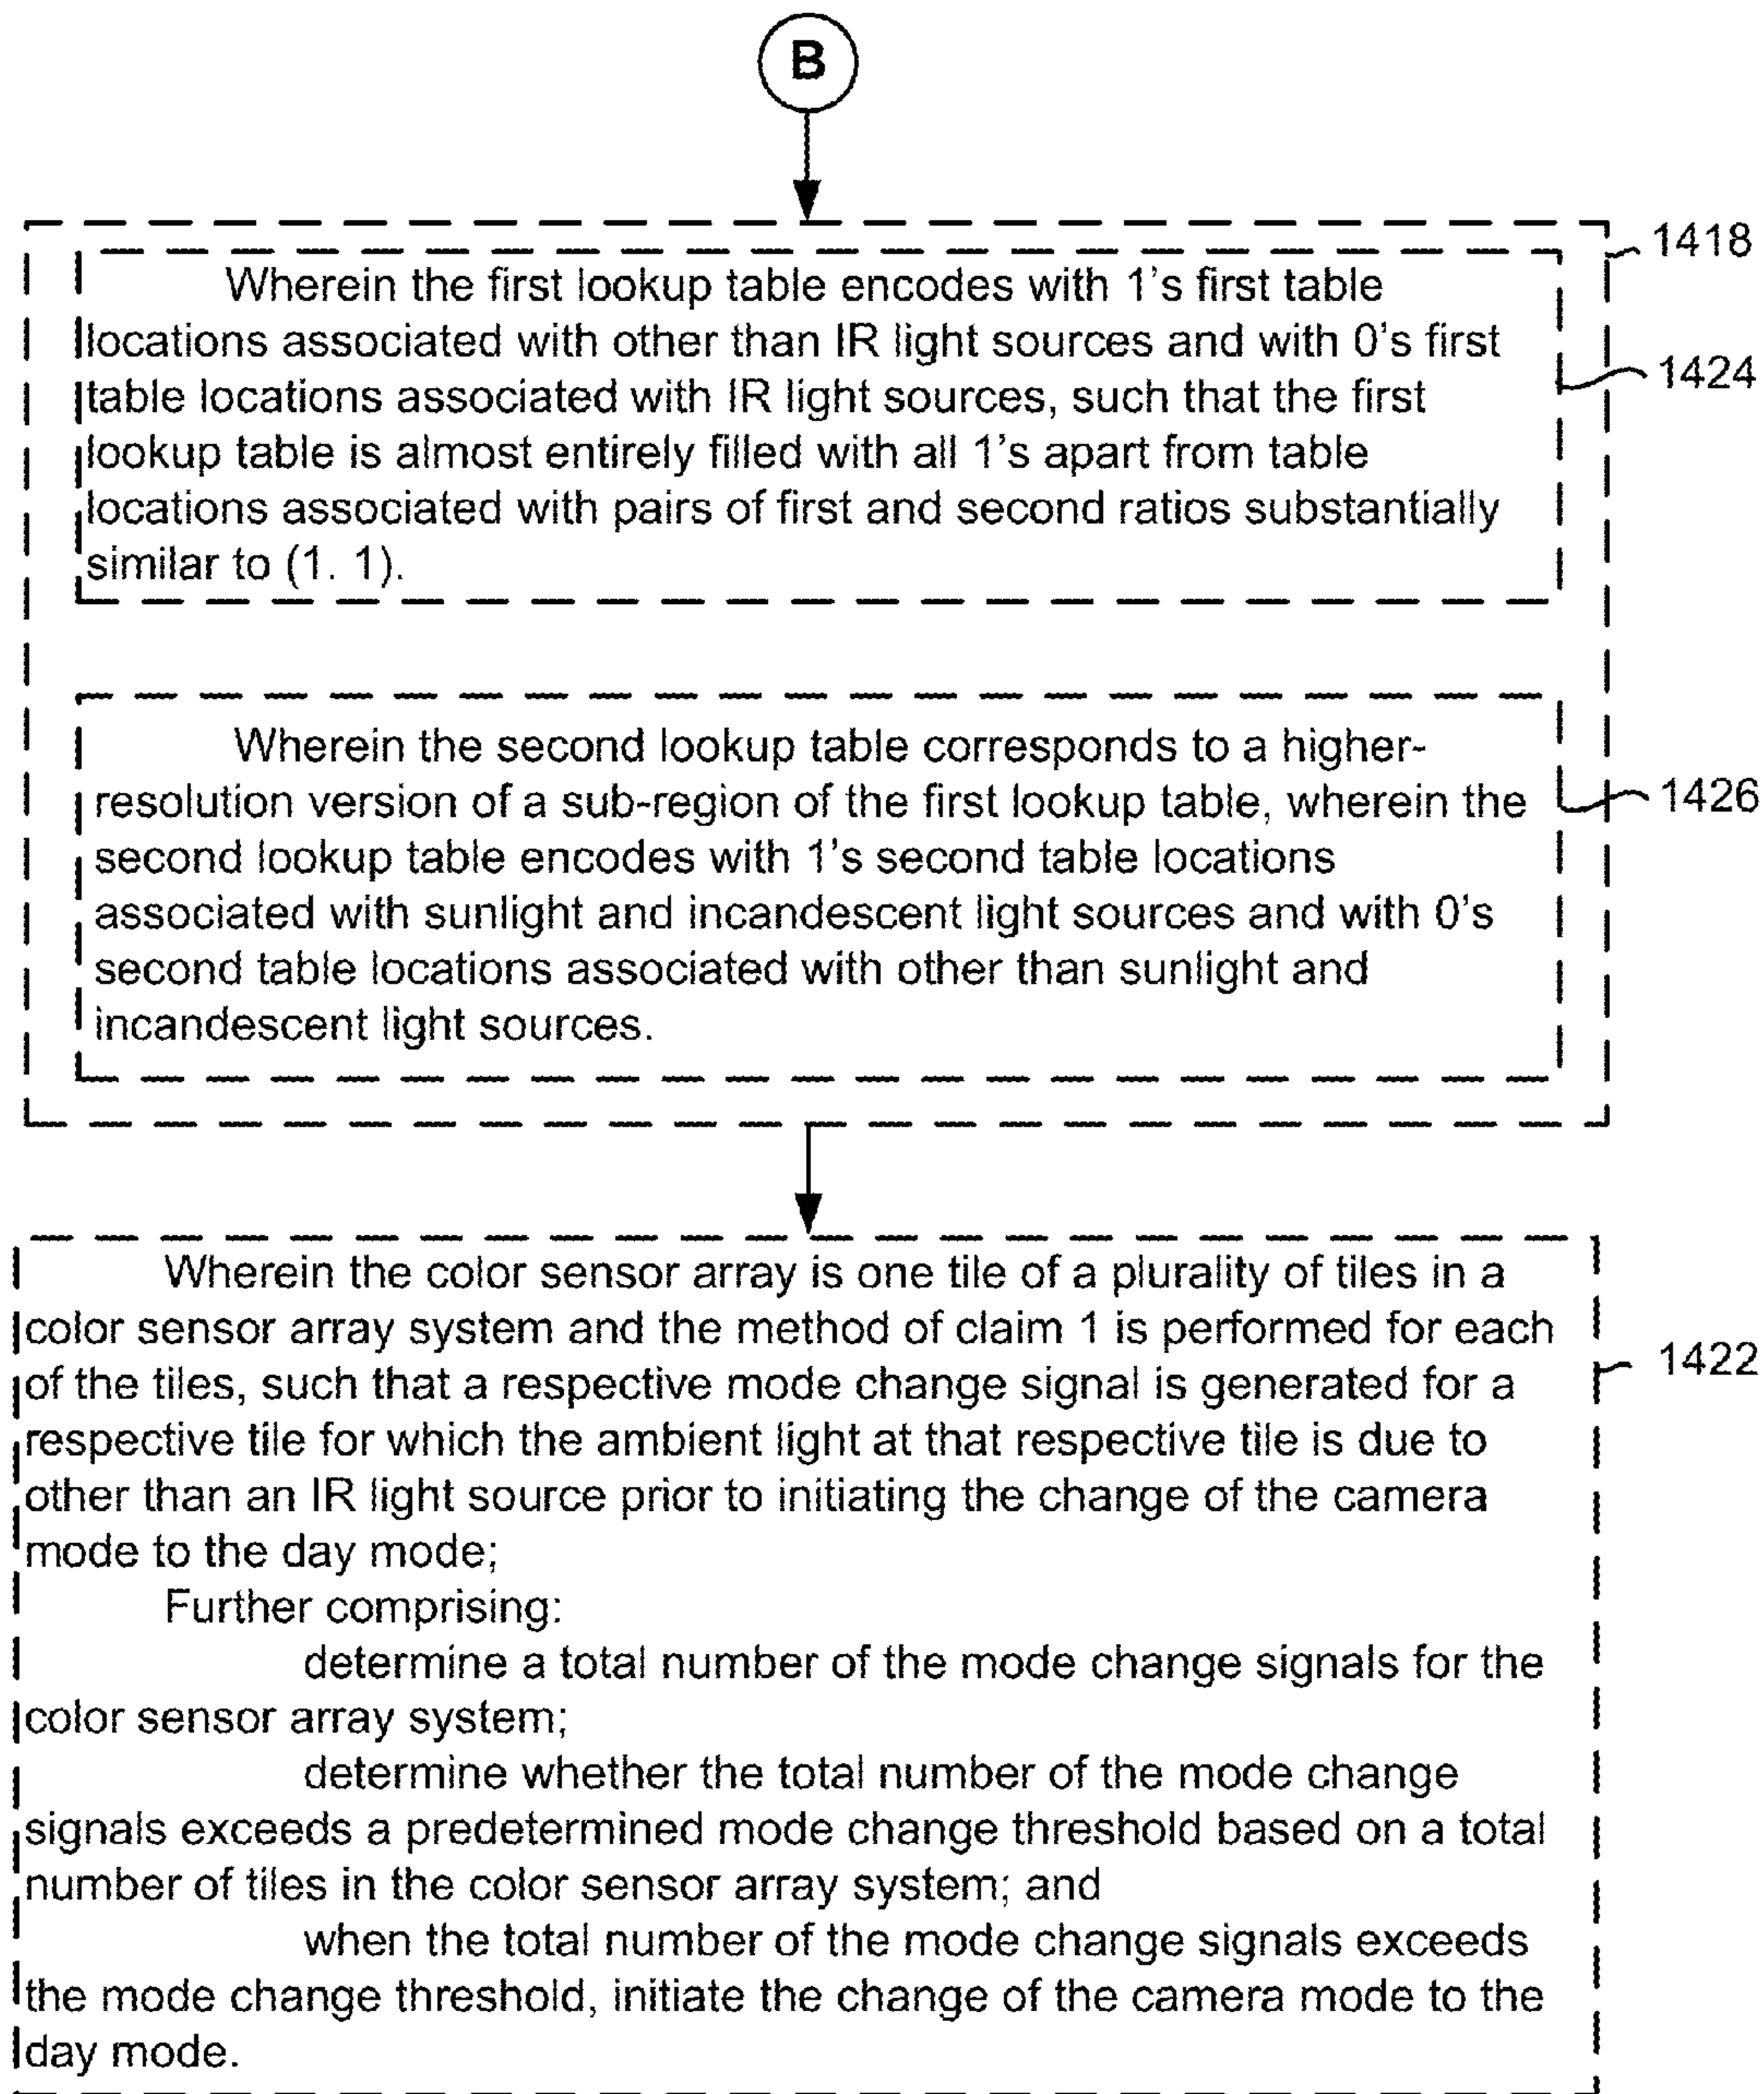 B
1418
Wherein the first lookup table encodes with 1's first table
locations associated with other than IR light sources and with 0's first
table locations associated with IR light sources, such that the first
lookup table is almost entirely filled with all 1's apart from table
locations associated with pairs of first and second ratios substantially
similar to (1. 1).
1424
Wherein the second lookup table corresponds to a higher-
resolution version of a sub-region of the first lookup table, wherein the
second lookup table encodes with 1's second table locations
associated with sunlight and incandescent light sources and with 0's
second table locations associated with other than sunlight and
incandescent light sources.
1426
Wherein the color sensor array is one tile of a plurality of tiles in a
color sensor array system and the method of claim 1 is performed for each
of the tiles, such that a respective mode change signal is generated for a
respective tile for which the ambient light at that respective tile is due to
other than an IR light source prior to initiating the change of the camera
mode to the day mode;
Further comprising:
determine a total number of the mode change signals for the
color sensor array system;
determine whether the total number of the mode change
signals exceeds a predetermined mode change threshold based on a total
number of tiles in the color sensor array system; and
when the total number of the mode change signals exceeds
the mode change threshold, initiate the change of the camera mode to the
day mode.
1422